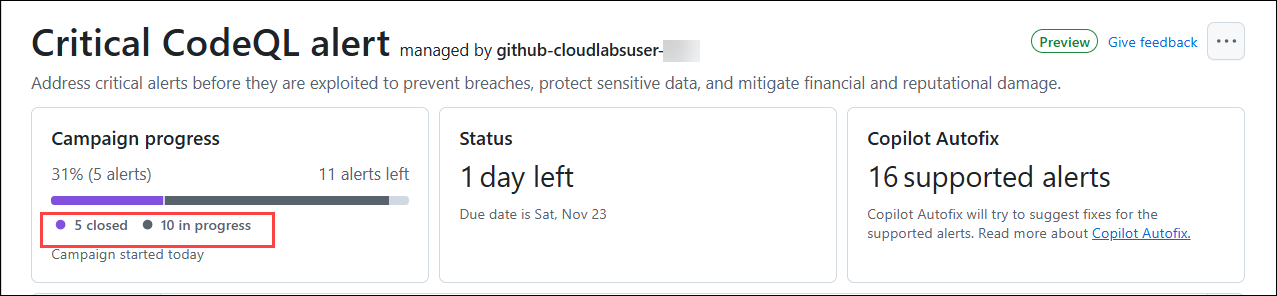 Critical CodeQL alert managed by github-cloudlabsuser-
Preview
Give feedback
Address critical alerts before they are exploited to prevent breaches, protect sensitive data, and mitigate financial and reputational damage.
Campaign progress
31% (5 alerts)
11 alerts left
5 closed
10 in progress
Campaign started today
Status
1 day left
Due date is Sat, Nov 23
Copilot Autofix
16 supported alerts
Copilot Autofix will try to suggest fixes for the
supported alerts. Read more about Copilot Autofix.